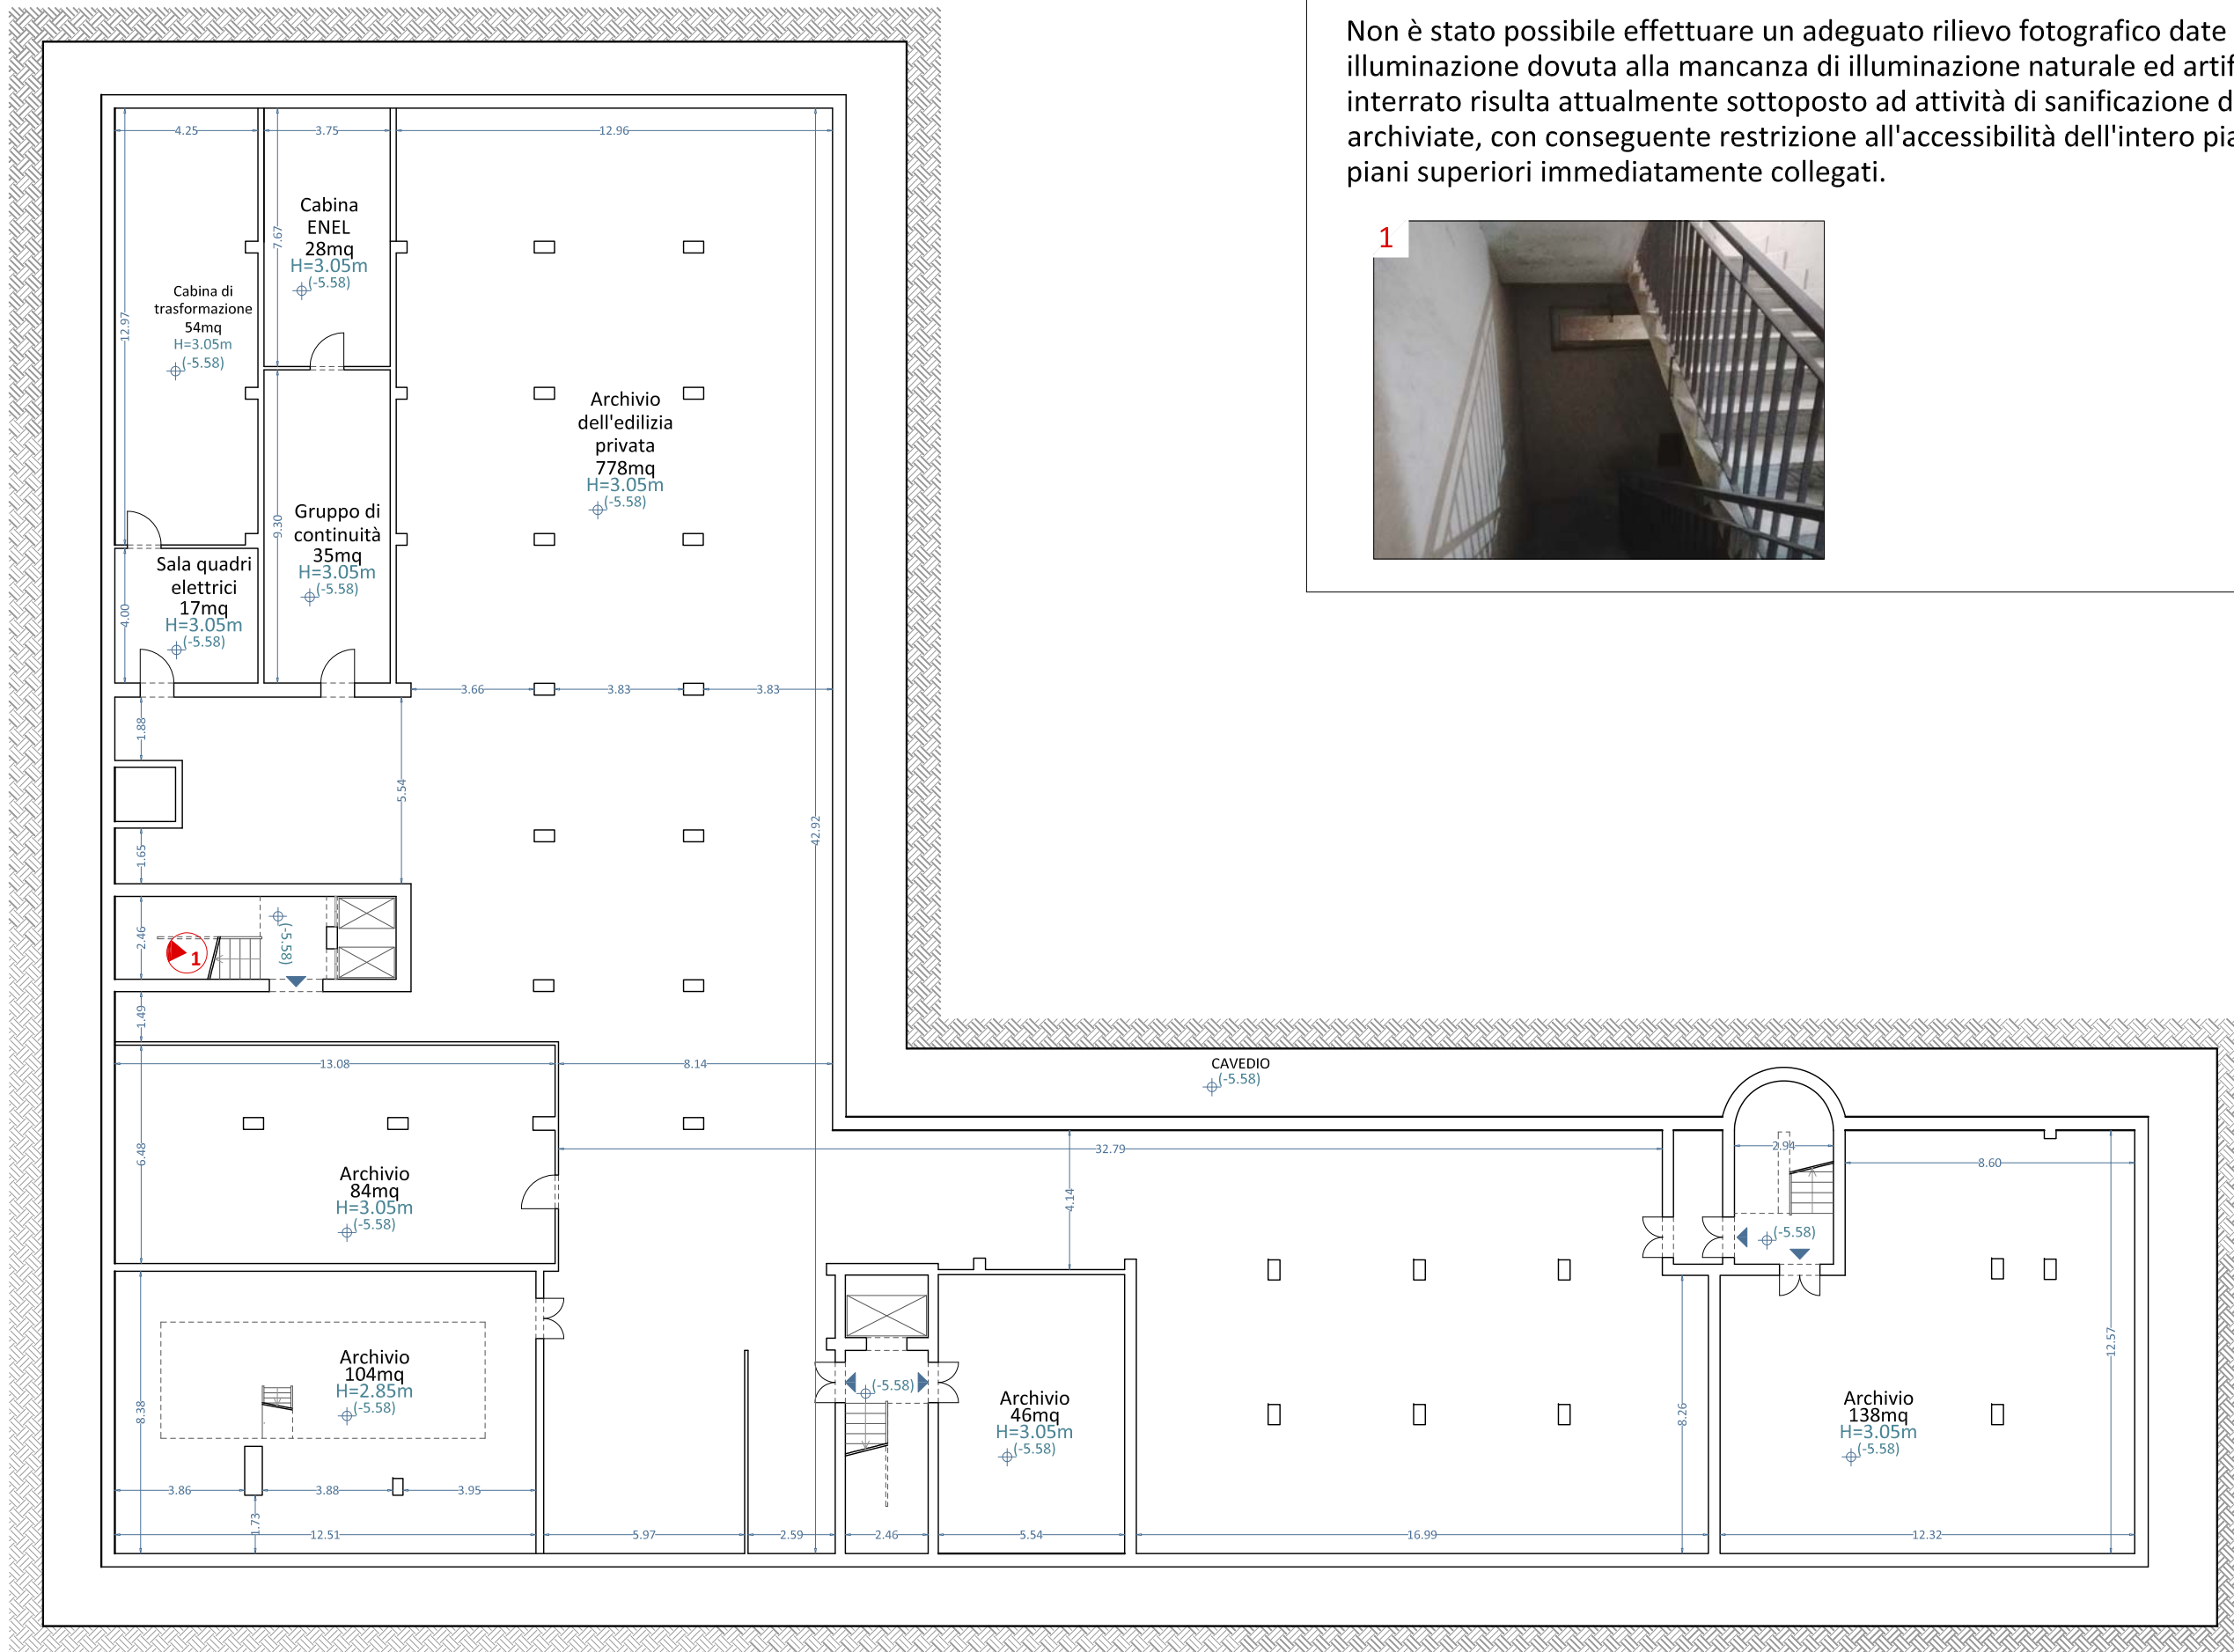 Non è stato possibile effettuare un adeguato rilievo fotografico date
illuminazione dovuta alla mancanza di illuminazione naturale ed artif
interrato risulta attualmente sottoposto ad attività di sanificazione d
archiviate, con conseguente restrizione all'accessibilità dell'intero pia
piani superiori immediatamente collegati.
1
4.25
3.75
12.96
12.97
7.67
Cabina
ENEL
28mq
H=3.05m
(-5.58)
Cabina di
trasformazione
54mq
H=3.05m
(-5.58)
Archivio
dell'edilizia
privata
778mq
H=3.05m
(-5.58)
9.30
Gruppo di
continuità
35mq
H=3.05m
(-5.58)
Sala quadri
elettrici
17mq
H=3.05m
(-5.58)
4.00
3.66
3.83
3.83
1.88
5.54
42.92
1.65
2.46
1
(-5.58)
1.49
13.08
8.14
CAVEDIO
(-5.58)
32.79
2.94
8.60
6.48
Archivio
84mq
H=3.05m
(-5.58)
4.14
(-5.58)
Archivio
104mq
H=2.85m
(-5.58)
8.38
(-5.58)
Archivio
46mq
H=3.05m
(-5.58)
8.26
Archivio
138mq
H=3.05m
(-5.58)
12.57
3.86
3.88
3.95
1.73
12.51
5.97
2.59
2.46
5.54
16.99
12.32